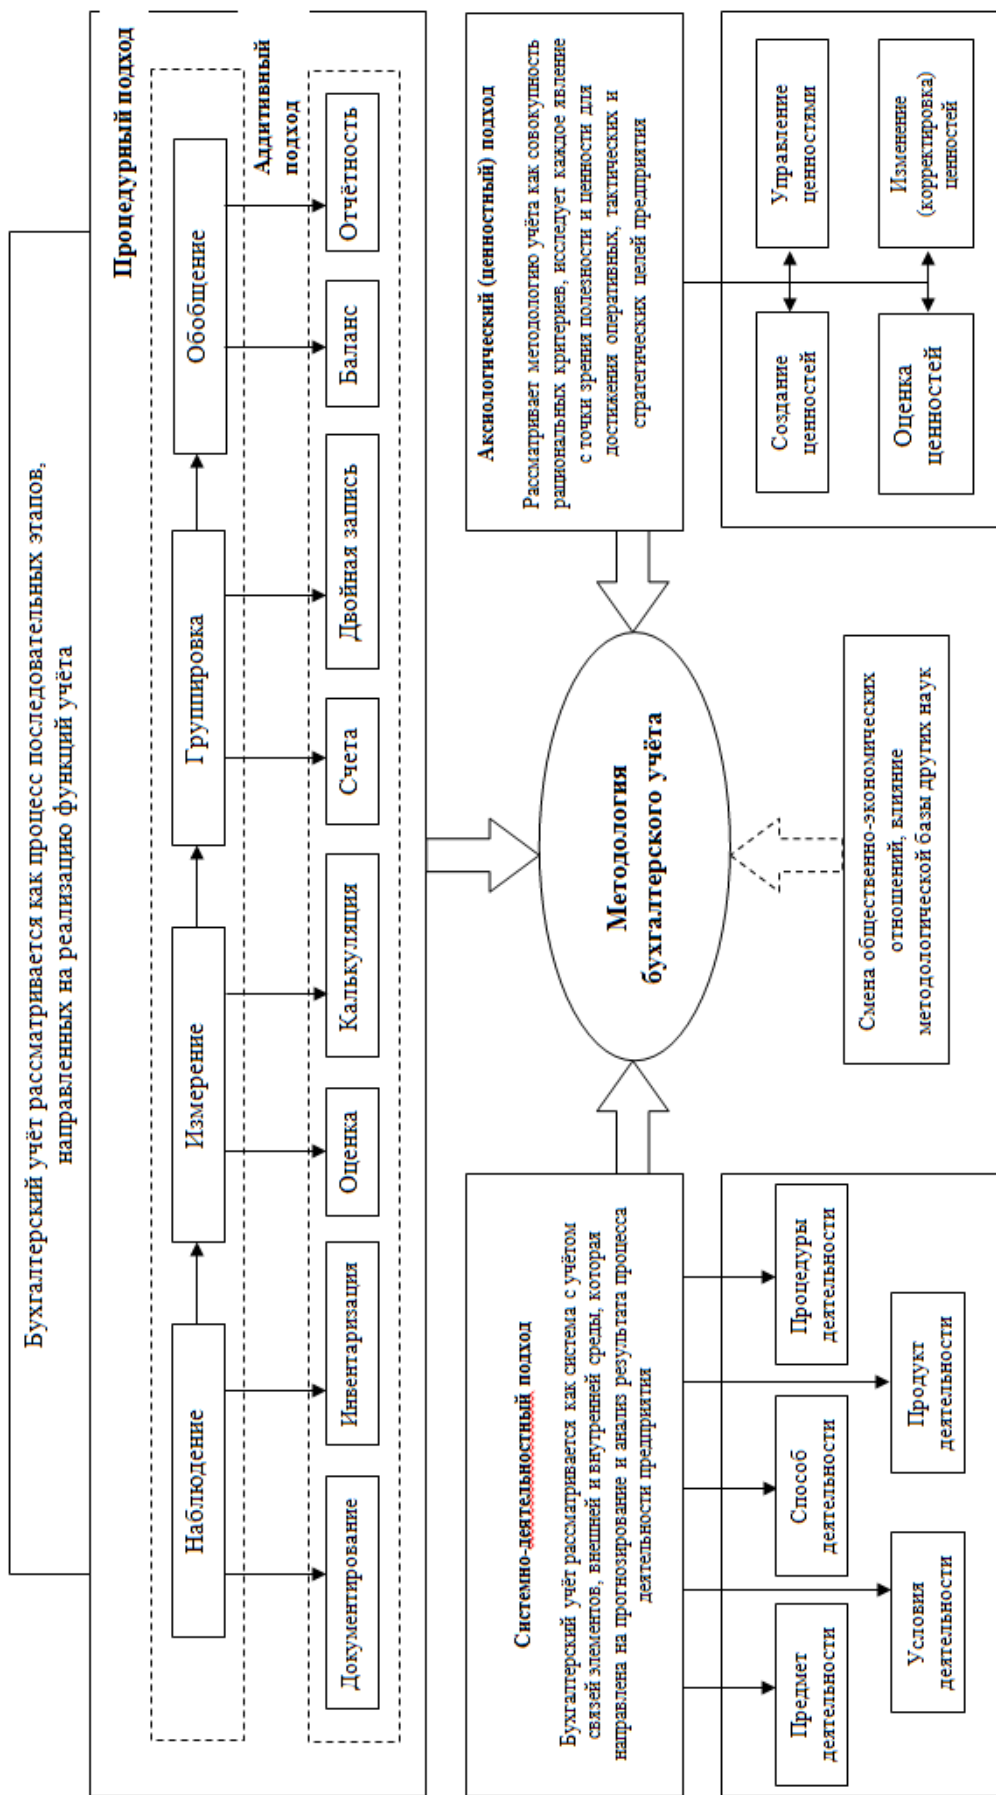 Бухгалтерский учёт рассматривается как процесс последовательных этапов,
направленных на реализацию функций учёта
Процедурный подход
Наблюдение
Измерение
Группировка
Обобщение
Аддитивный
подход
Документирование
Инвентаризация
Оценка
Калькуляция
Счета
Двойная запись
Баланс
Отчётность
Системно-деятельностный подход
Бухгалтерский учёт рассматривается как система с учётом
связей элементов, внешней и внутренней среды, которая
направлена на прогнозирование и анализ результата процесса
деятельности предприятия
Методология
бухгалтерского учёта
Аксиологический (ценностный) подход
Рассматривает методологию учёта как совокупность
рациональных критериев, исследует каждое явление
с точки зрения полезности и ценности для
достижения оперативных, тактических и
стратегических целей предприятия
Предмет
деятельности
Способ
деятельности
Процедуры
деятельности
Условия
деятельности
Продукт
деятельности
Смена общественно-экономических
отношений, влияние
методологической базы других наук
Создание
ценностей
Управление
ценностями
Оценка
ценностей
Изменение
(корректировка)
ценностей